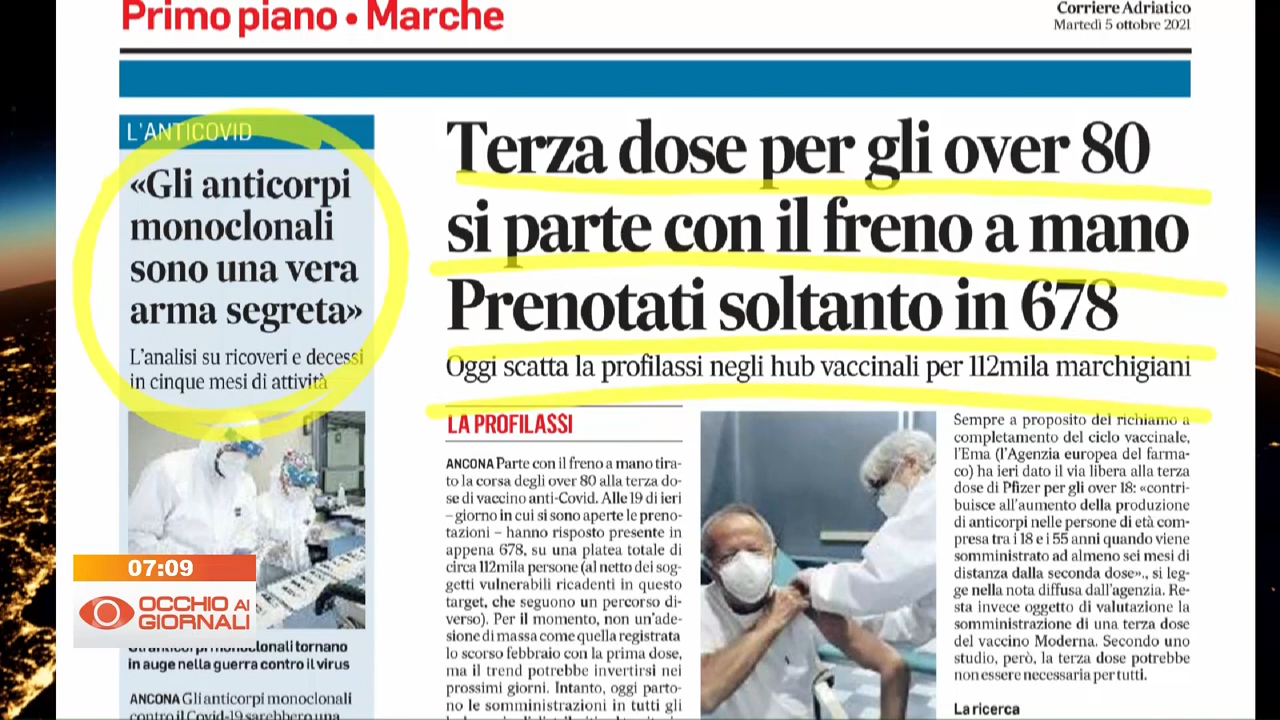 Primo piano • Marche
Corriere Adriatico
Martedì 5 ottobre 2021
L'ANTICOVID
«Gli anticorpi
monoclonali
sono una vera
arma segreta»
L'analisi su ricoveri e decessi
in cinque mesi di attività
07:09
OCCHIO AI
GIORNALI
Gli anticorpi monoclonali tornano
in auge nella guerra contro il virus
ANCONA Gli anticorpi monoclonali
contro il Covid-19 sarebbero una
Terza dose per gli over 80
si parte con il freno a mano
Prenotati soltanto in 678
Oggi scatta la profilassi negli hub vaccinali per 112mila marchigiani
LA PROFILASSI
ANCONA Parte con il freno a mano tira-
to la corsa degli over 80 alla terza do-
se di vaccino anti-Covid. Alle 19 di ieri
– giorno in cui si sono aperte le preno-
tazioni – hanno risposto presente in
appena 678, su una platea totale di
circa 112mila persone (al netto dei sog-
getti vulnerabili ricadenti in questo
target, che seguono un percorso di-
verso). Per il momento, non un'ade-
sione di massa come quella registrata
lo scorso febbraio con la prima dose,
ma il trend potrebbe invertirsi nei
prossimi giorni. Intanto, oggi parto-
no le somministrazioni in tutti gli
Sempre a proposito del richiamo a
completamento del ciclo vaccinale,
l'Ema (l'Agenzia europea del farma-
co) ha ieri dato il via libera alla terza
dose di Pfizer per gli over 18: «contri-
buisce all'aumento della produzione
di anticorpi nelle persone di età com-
presa tra i 18 e i 55 anni quando viene
somministrato ad almeno sei mesi di
distanza dalla seconda dose»., si leg-
ge nella nota diffusa dall'agenzia. Re-
sta invece oggetto di valutazione la
somministrazione di una terza dose
del vaccino Moderna. Secondo uno
studio, però, la terza dose potrebbe
non essere necessaria per tutti.
La ricerca